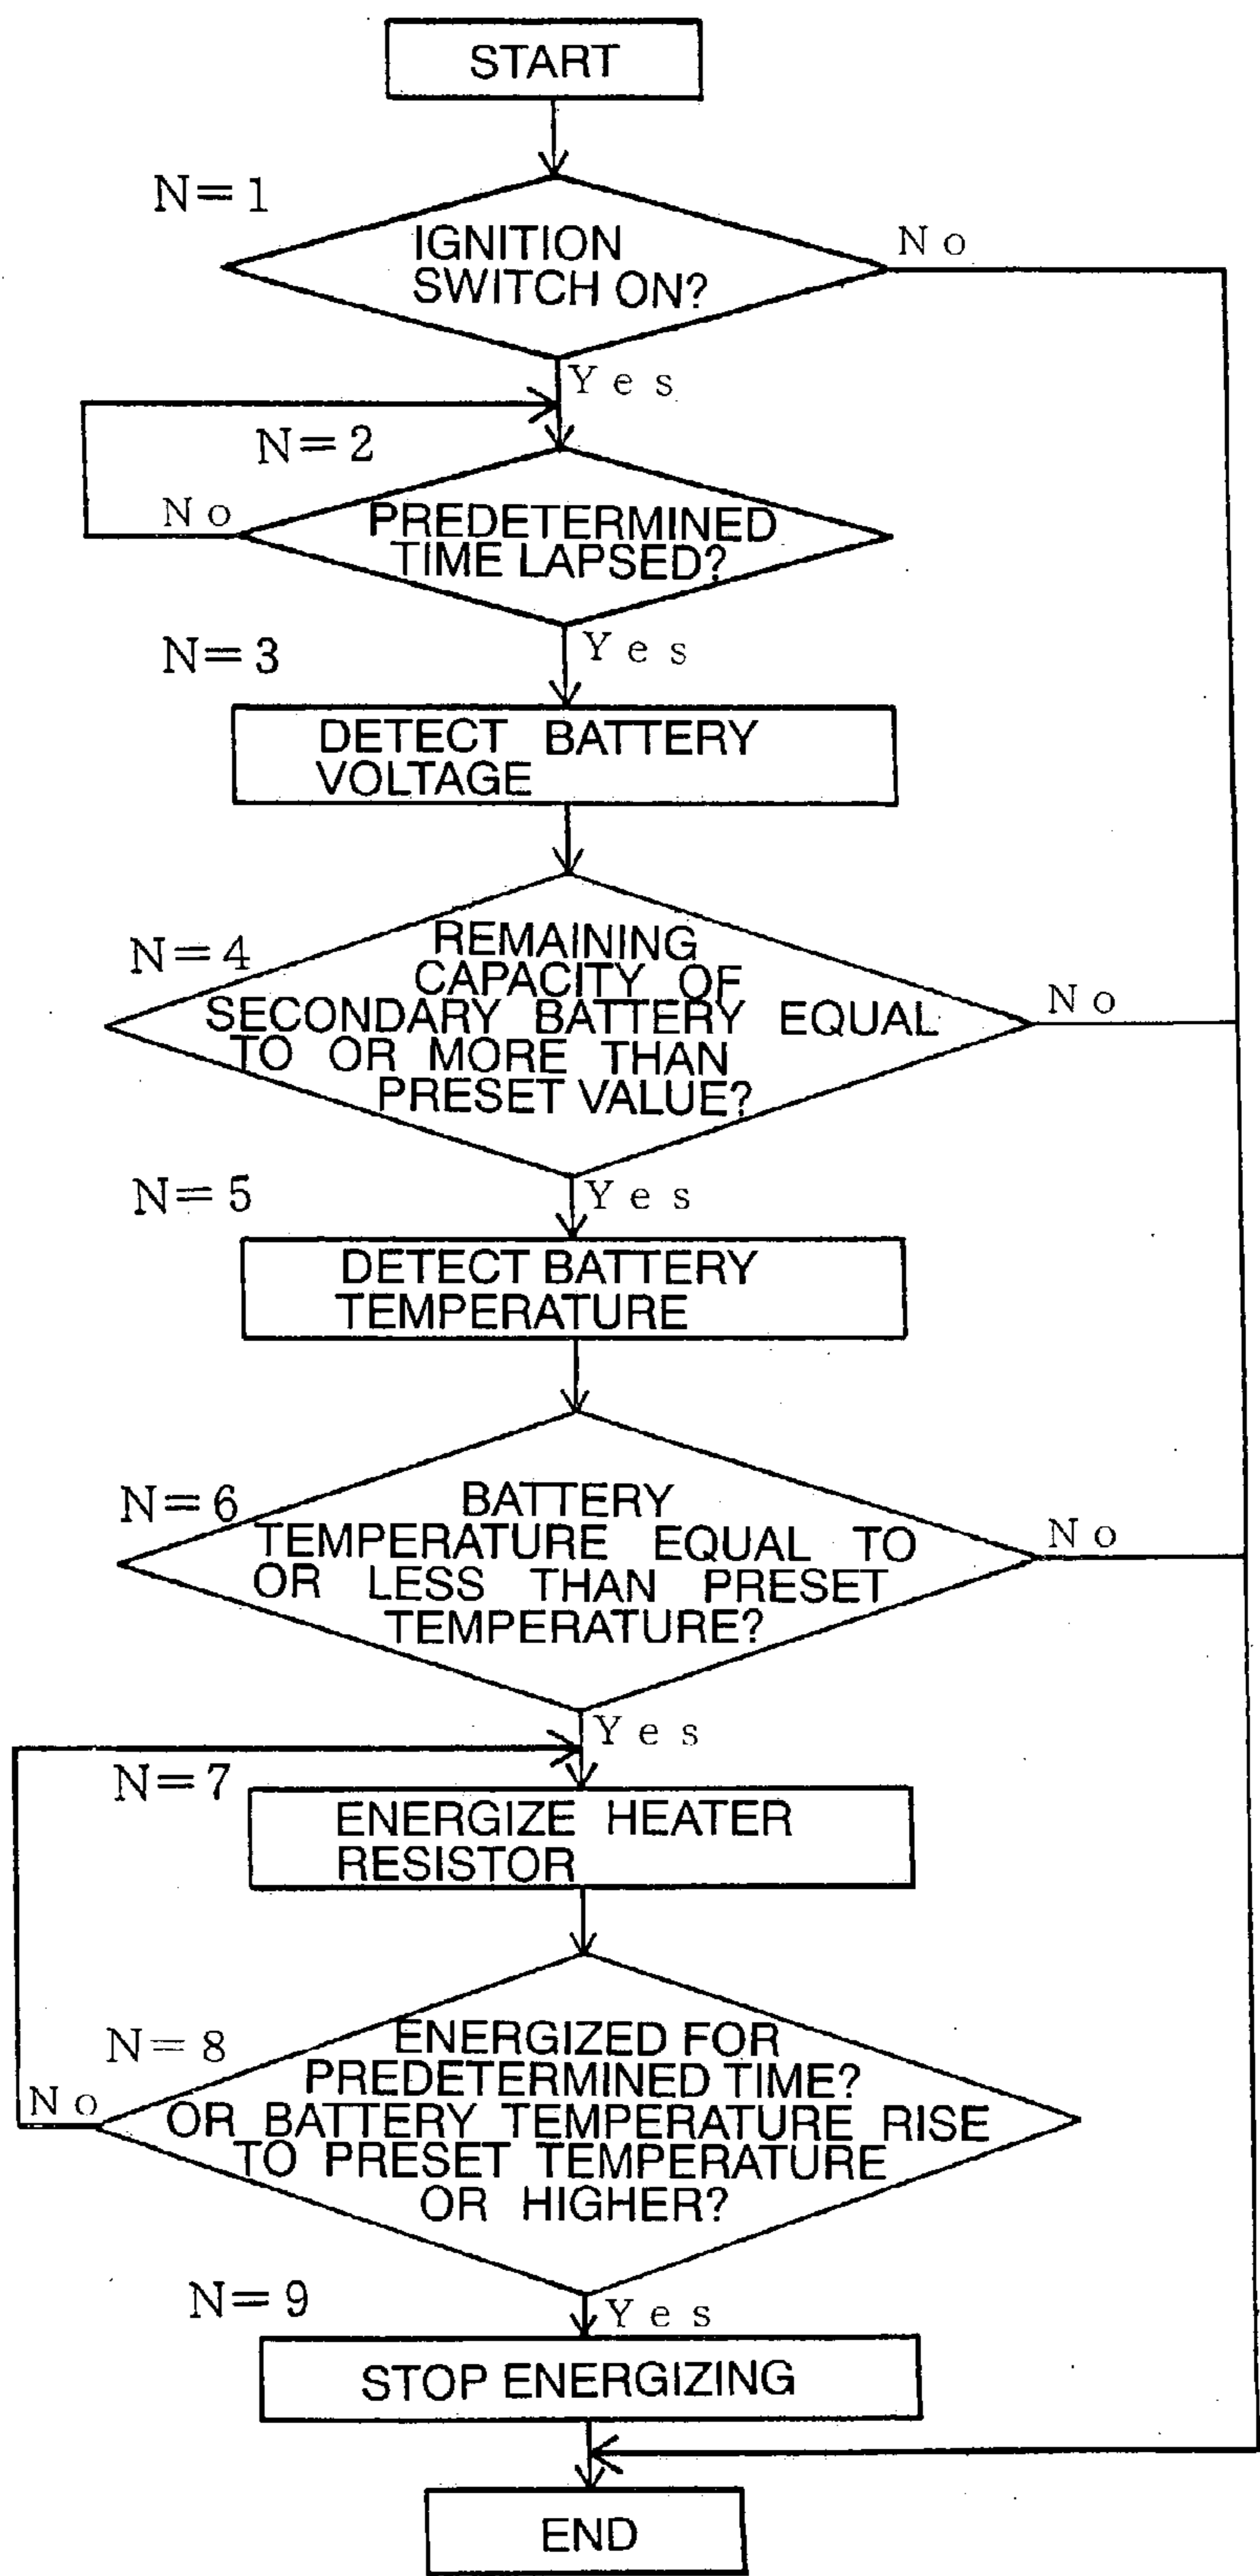 START
N=1
IGNITION
SWITCH ON?
No
Yes
N=2
No
PREDETERMINED
TIME LAPSED?
Yes
N=3
DETECT BATTERY
VOLTAGE
N=4
REMAINING
CAPACITY OF
SECONDARY BATTERY EQUAL
TO OR MORE THAN
PRESET VALUE?
No
Yes
N=5
DETECT BATTERY
TEMPERATURE
N=6
BATTERY
TEMPERATURE EQUAL TO
OR LESS THAN PRESET
TEMPERATURE?
No
Yes
N=7
ENERGIZE HEATER
RESISTOR
N=8
No
ENERGIZED FOR
PREDETERMINED TIME?
OR BATTERY TEMPERATURE RISE
TO PRESET TEMPERATURE
OR HIGHER?
Yes
N=9
STOP ENERGIZING
END